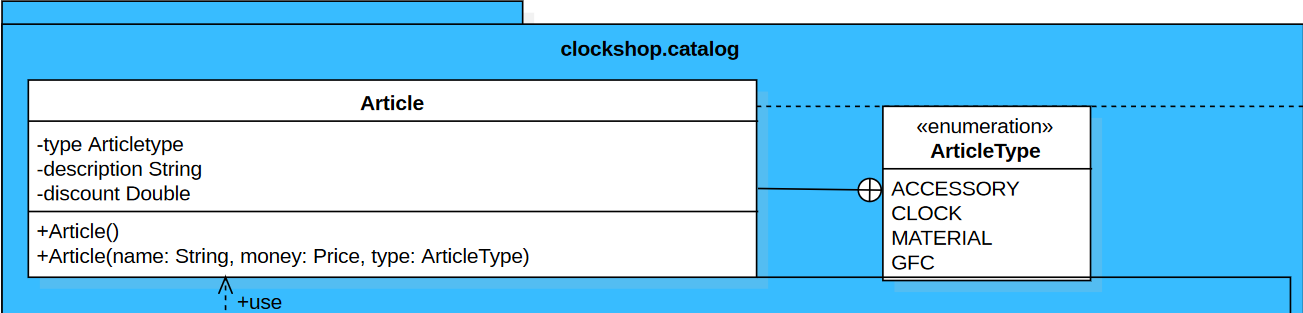 clockshop.catalog
Article
-type Articletype
-description String
-discount Double
+Article()
+Article(name: String, money: Price, type: ArticleType)
+use
«enumeration»
ArticleType
ACCESSORY
CLOCK
MATERIAL
GFC